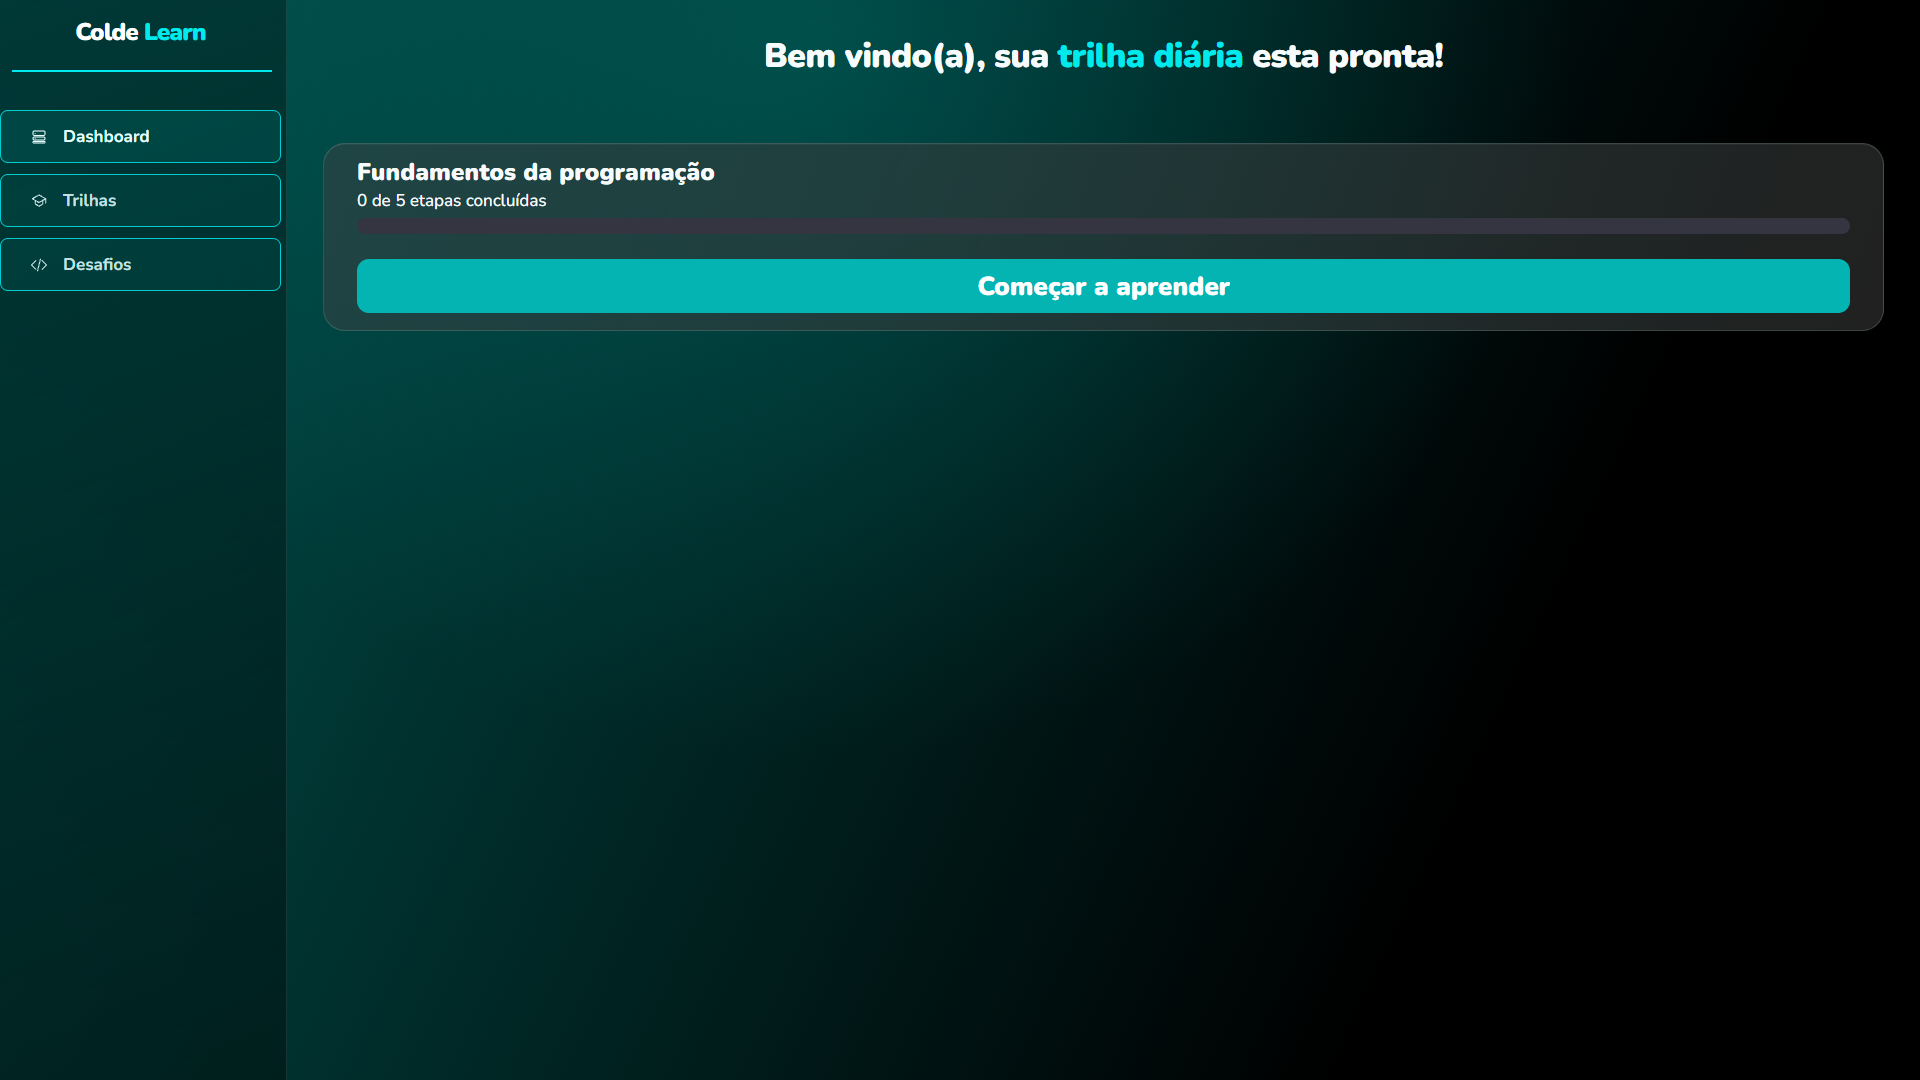 Colde Learn
Bem vindo(a), sua trilha diária esta pronta!
Dashboard
Trilhas
Desafios
Fundamentos da programação
0 de 5 etapas concluídas
Começar a aprender